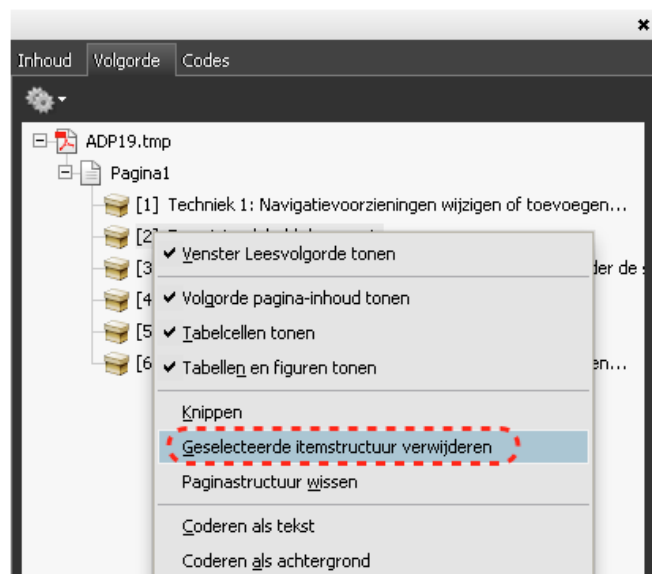 Inhoud Volgorde Codes
ADP19.tmp
Pagina1
[1] Techniek 1: Navigatievoorzieningen wijzigen of toevoegen...
[2]
Venster Leesvolgorde tonen
[3 der de
Volgorde pagina-inhoud tonen
[4
Tabelcellen tonen
[5
Tabellen en figuren tonen
[6 en...
Knippen
Geselecteerde itemstructuur verwijderen
Paginastructuur wissen
Coderen als tekst
Coderen als achtergrond